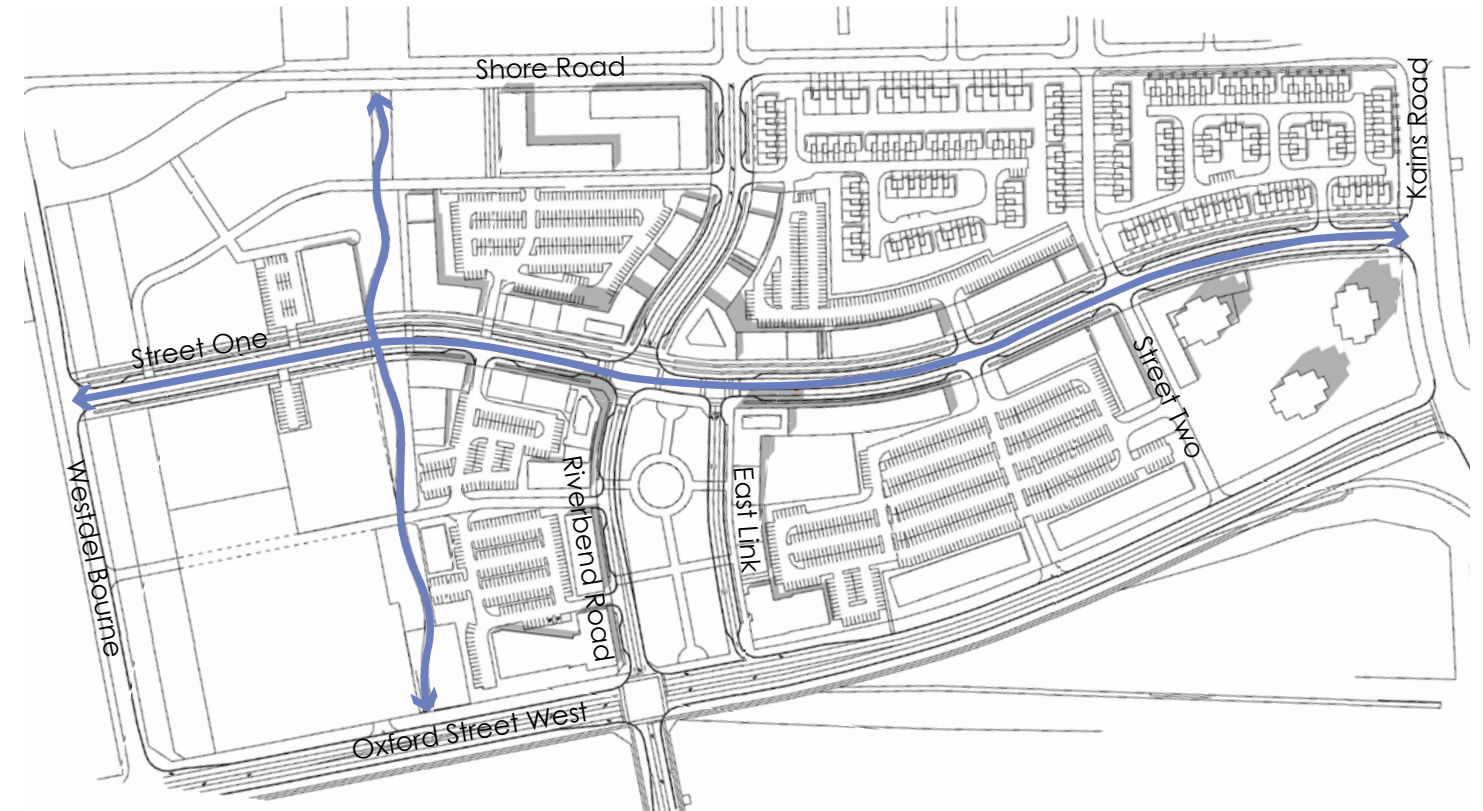 Shore Road
Kains Road
Street One
Street Two
Westdel Bourne
Riverbend Road
East Link
Oxford Street West